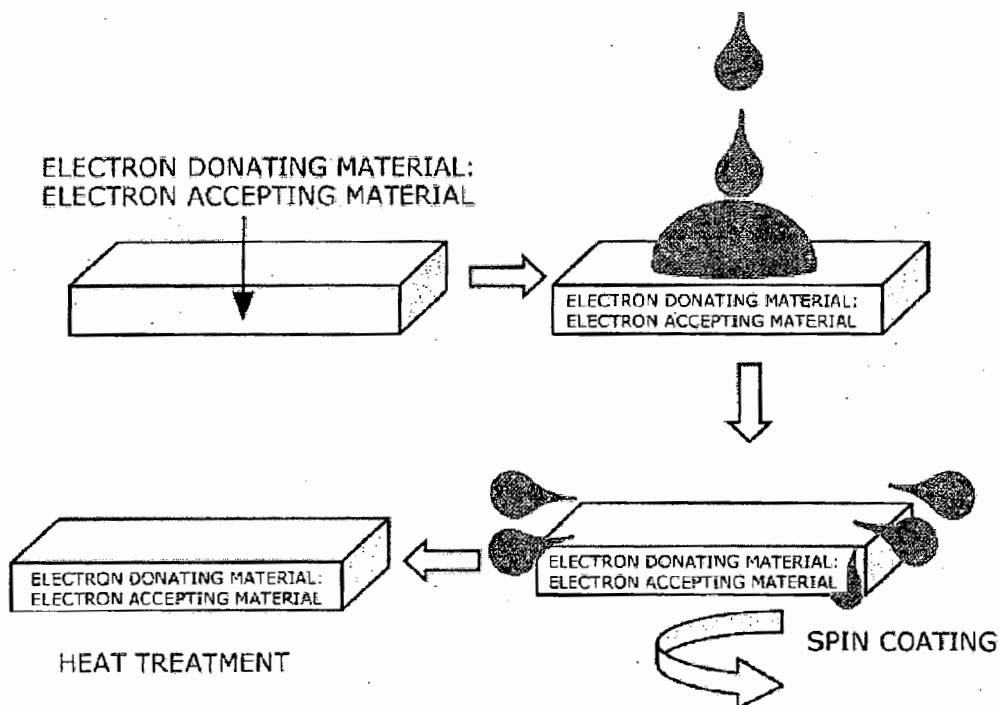 ELECTRON DONATING MATERIAL:
ELECTRON ACCEPTING MATERIAL
ELECTRON DONATING MATERIAL:
ELECTRON ACCEPTING MATERIAL
ELECTRON DONATING MATERIAL:
ELECTRON ACCEPTING MATERIAL
ELECTRON DONATING MATERIAL:
ELECTRON ACCEPTING MATERIAL
SPIN COATING
HEAT TREATMENT